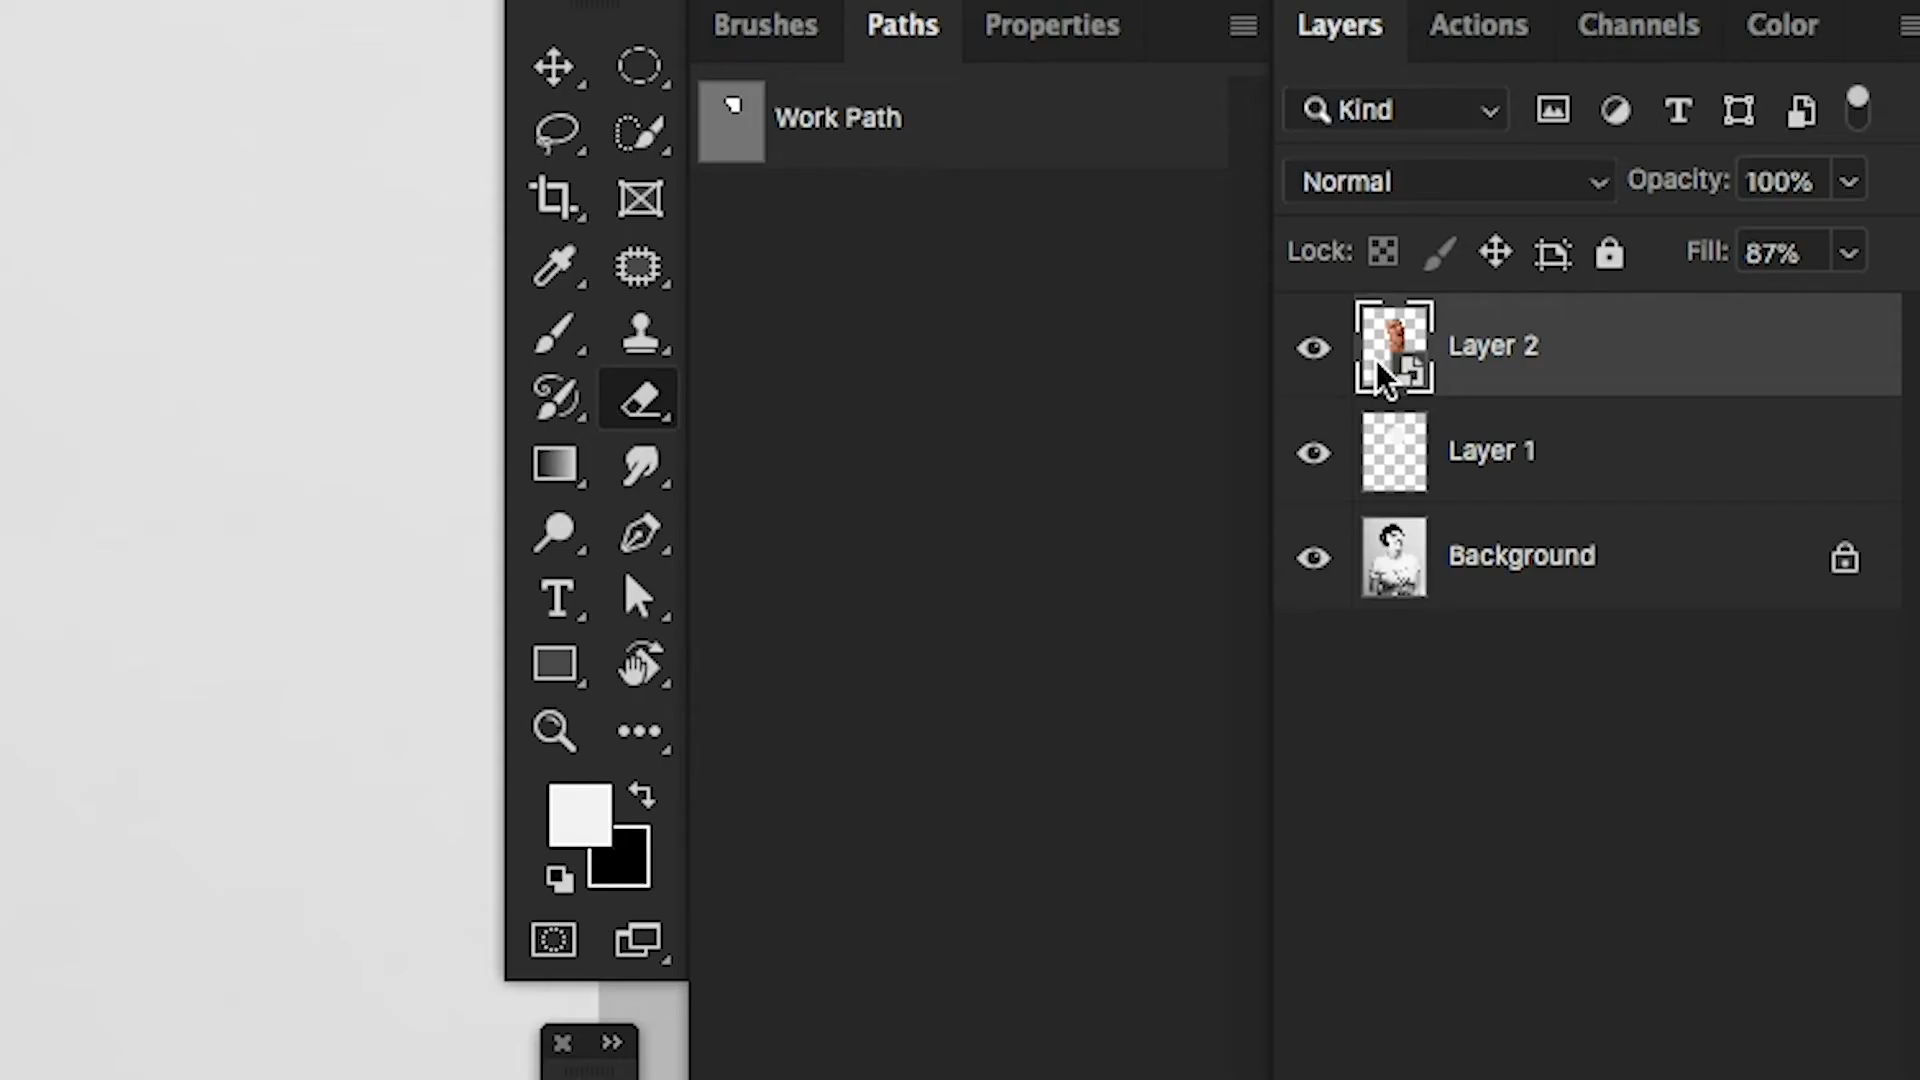 Brushes Paths Properties
Layers Actions Channels Color
Work Path
Kind
Normal Opacity: 100%
Lock: Fill: 87%
Layer 2
Layer 1
Background